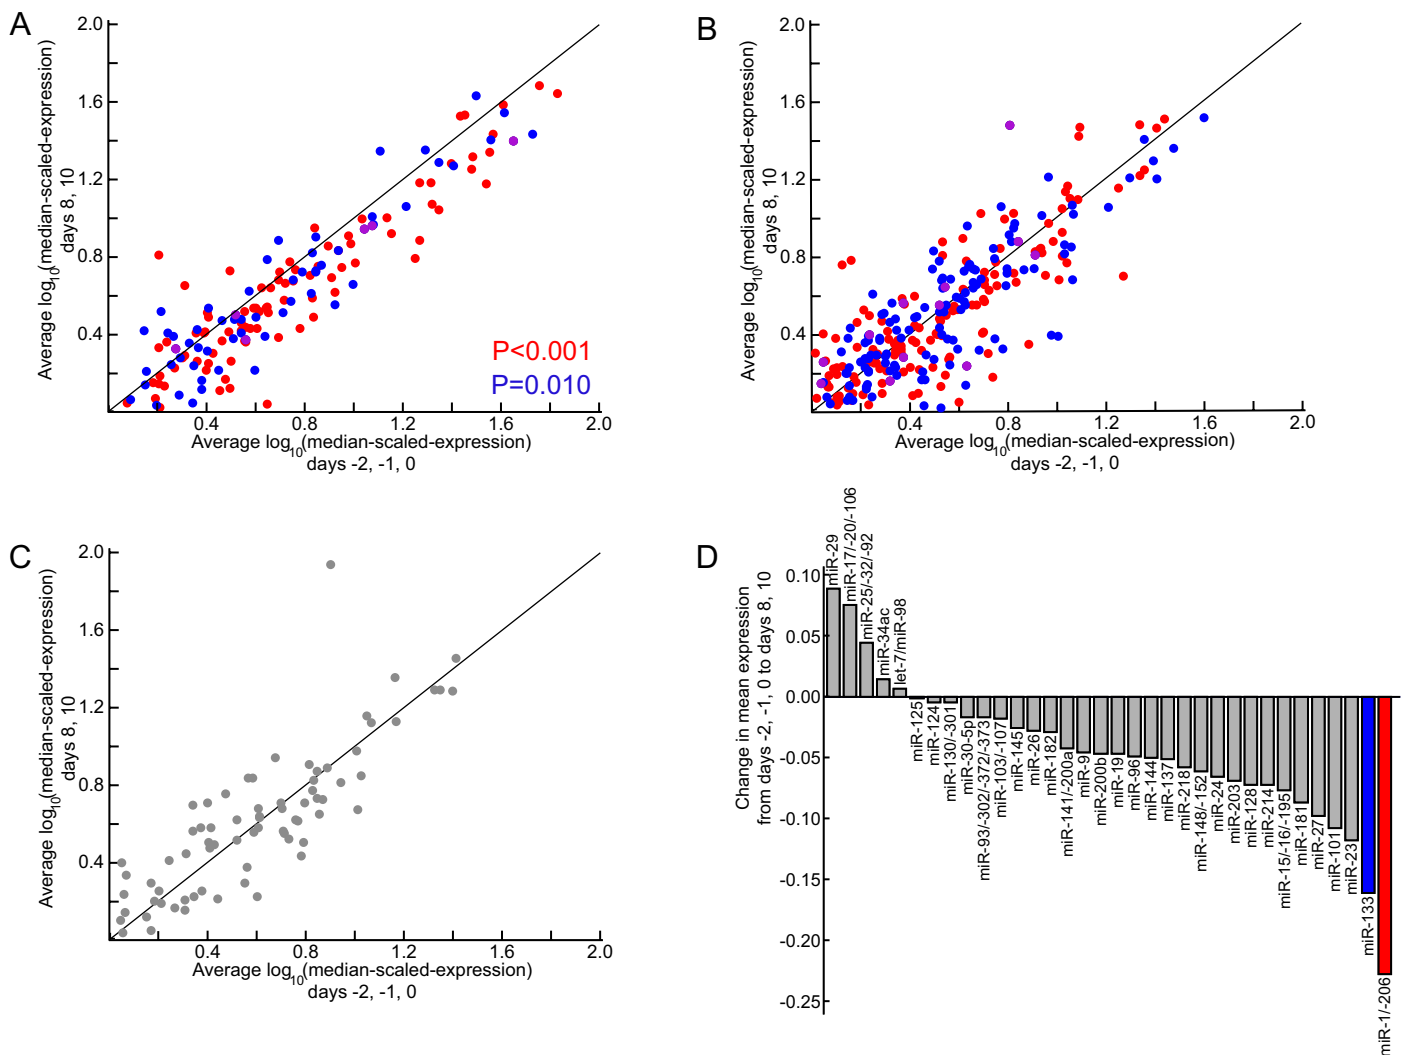 A
Average log10(median-scaled-expression)
days 8, 10
2.0
1.6
1.2
0.8
0.4
P<0.001
P=0.010
0.4 0.8 1.2 1.6 2.0
Average log10(median-scaled-expression)
days -2, -1, 0
B
Average log10(median-scaled-expression)
days 8, 10
2.0
1.6
1.2
0.8
0.4
0.4 0.8 1.2 1.6 2.0
Average log10(median-scaled-expression)
days -2, -1, 0
C
Average log10(median-scaled-expression)
days 8, 10
2.0
1.6
1.2
0.8
0.4
0.4 0.8 1.2 1.6 2.0
Average log10(median-scaled-expression)
days -2, -1, 0
D
Change in mean expression
from days -2, -1, 0 to days 8, 10
0.10
0.05
0.00
-0.05
-0.10
-0.15
-0.20
-0.25
miR-29
miR-17/-20/-106
miR-25/-32/-92
miR-34ac
let-7/miR-98
miR-125
miR-124
miR-130/-301
miR-30-5p
miR-93/-302/-372/-373
miR-103/-107
miR-145
miR-26
miR-182
miR-141/-200a
miR-9
miR-200b
miR-19
miR-96
miR-144
miR-137
miR-218
miR-148/-152
miR-24
miR-203
miR-128
miR-214
miR-15/-16/-195
miR-181
miR-27
miR-101
miR-23
miR-133
miR-1/-206